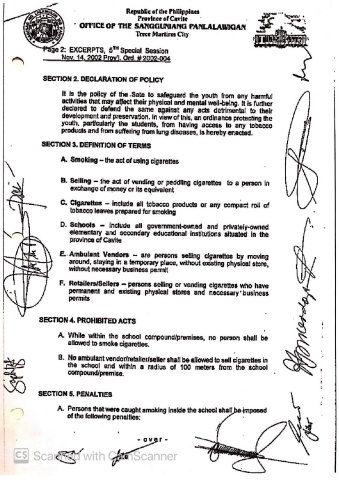 Republic of the Philippines
Province of Cavite
OFFICE OF THE SANGGUNIANG PANLALAWIGAN
Trece Martires City
Page 2: EXCERPTS, 5TH Special Session
Nov. 14, 2002 Prov'l. Ord. # 2002-004
SECTION 2. DECLARATION OF POLICY
It is the policy of the Sate to safeguard the youth from any harmful
activities that may affect their physical and mental well-being. It is further
declared to defend the same against any acts detrimental to their
development and preservation. In view of this, an ordinance protecting the
youth, particularly the students, from having access to any tobacco
products and from suffering from lung diseases, is hereby enacted.
SECTION 3. DEFINITION OF TERMS
A. Smoking – the act of using cigarettes
B. Selling – the act of vending or peddling cigarettes to a person in
exchange of money or its equivalent
C. Cigarettes – include all tobacco products or any compact roll of
tobacco leaves prepared for smoking
D. Schools – include all government-owned and privately-owned
elementary and secondary educational institutions situated in the
province of Cavite
E. Ambulant Vendors – are persons selling cigarettes by moving
around, staying in a temporary place, without existing physical store,
without necessary business permit
F. Retailers/Sellers – persons selling or vending cigarettes who have
permanent and existing physical stores and necessary business
permits
SECTION 4. PROHIBITED ACTS
A. While within the school compound/premises, no person shall be
allowed to smoke cigarettes.
B. No ambulant vendor/retailer/seller shall be allowed to sell cigarettes in
the school and within a radius of 100 meters from the school
compound/premise.
SECTION 5. PENALTIES
A. Persons that were caught smoking inside the school shall be imposed
of the following penalties:
- over -
CS Scanned with CamScanner